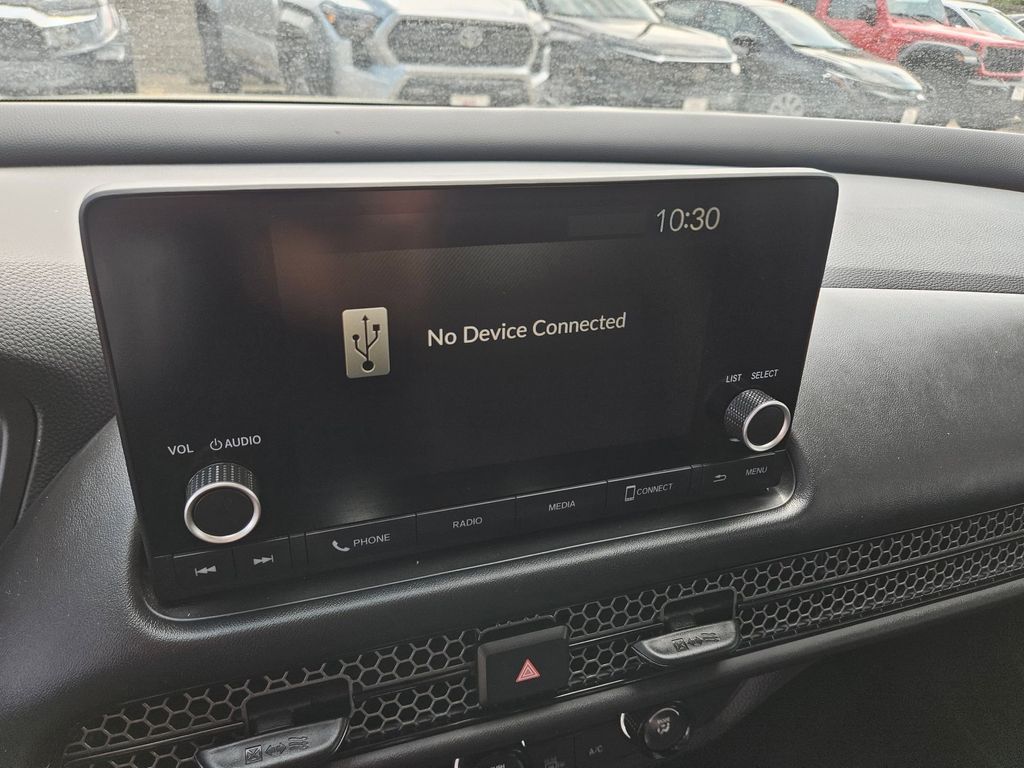 10:30
No Device Connected
LIST SELECT
VOL AUDIO
PHONE
RADIO
MEDIA
CONNECT
MENU
A/C